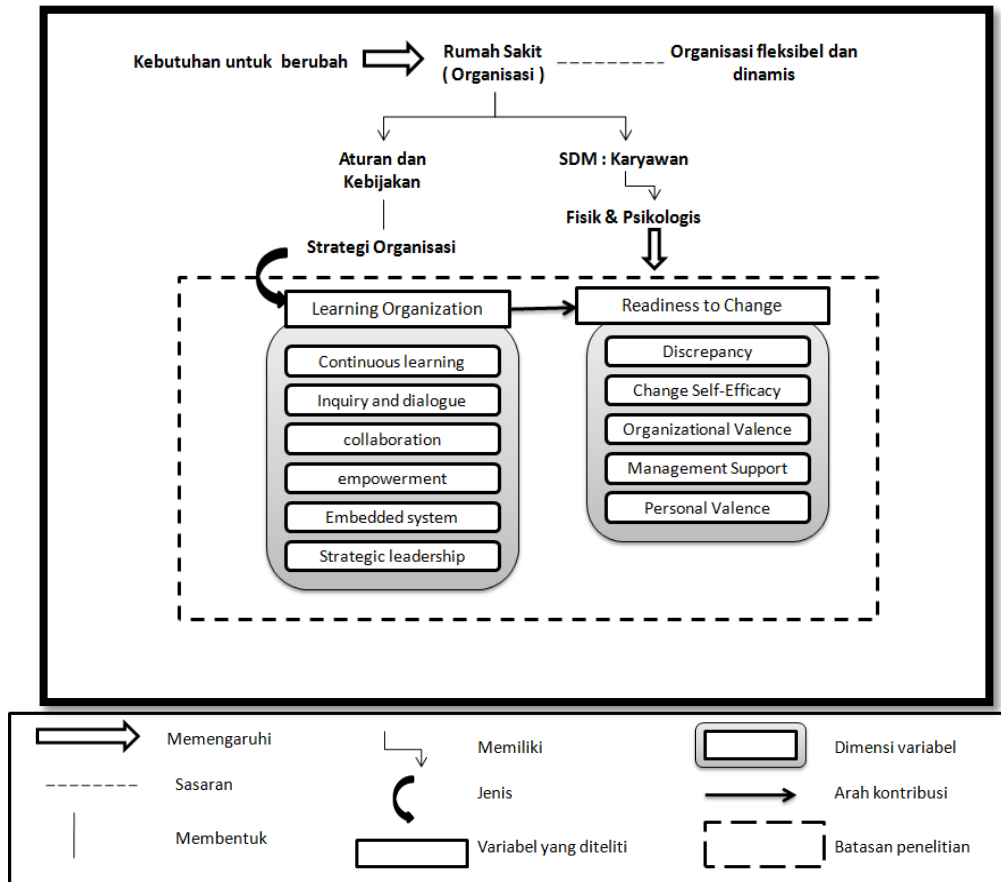 Kebutuhan untuk berubah
Rumah Sakit
( Organisasi )
Organisasi fleksibel dan
dinamis
Aturan dan
Kebijakan
SDM : Karyawan
Fisik & Psikologis
Strategi Organisasi
Learning Organization
Readiness to Change
Continuous learning
Inquiry and dialogue
collaboration
empowerment
Embedded system
Strategic leadership
Discrepancy
Change Self-Efficacy
Organizational Valence
Management Support
Personal Valence
Memengaruhi
Memiliki
Dimensi variabel
Sasaran
Jenis
Arah kontribusi
Membentuk
Variabel yang diteliti
Batasan penelitian